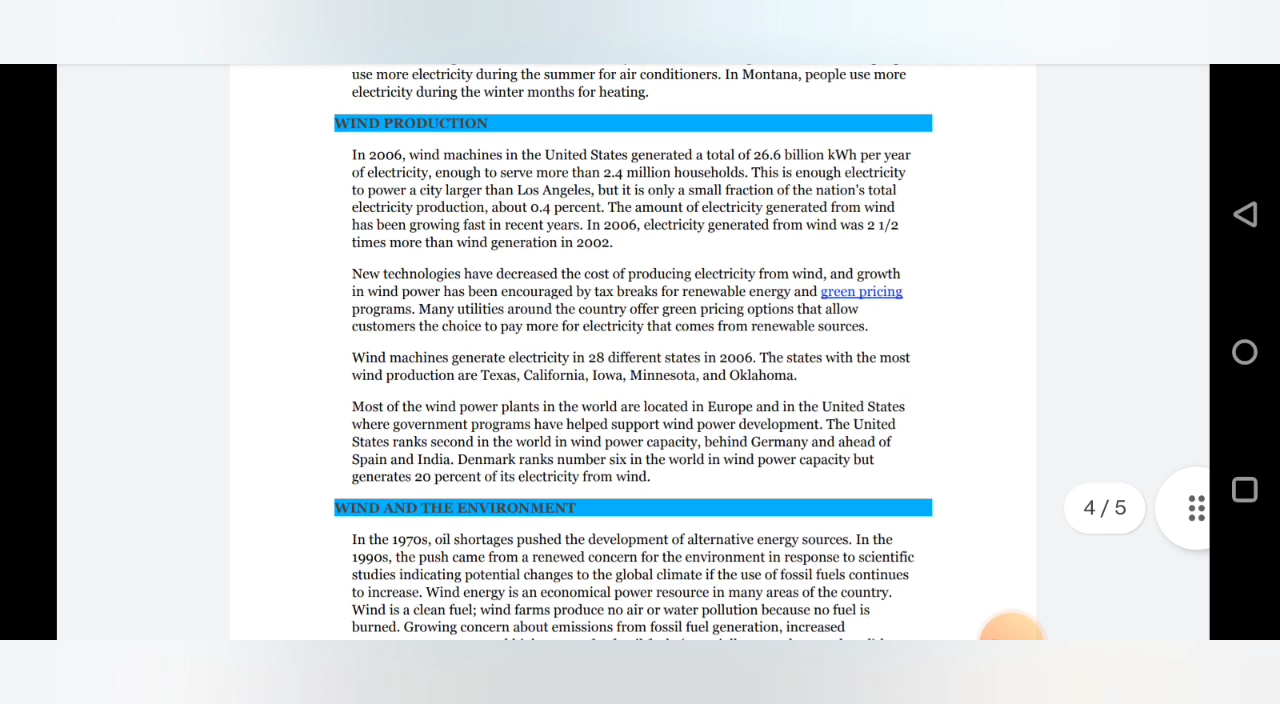 use more electricity during the summer for air conditioners. In Montana, people use more
electricity during the winter months for heating.
WIND PRODUCTION
In 2006, wind machines in the United States generated a total of 26.6 billion kWh per year
of electricity, enough to serve more than 2.4 million households. This is enough electricity
to power a city larger than Los Angeles, but it is only a small fraction of the nation's total
electricity production, about 0.4 percent. The amount of electricity generated from wind
has been growing fast in recent years. In 2006, electricity generated from wind was 2 1/2
times more than wind generation in 2002.
New technologies have decreased the cost of producing electricity from wind, and growth
in wind power has been encouraged by tax breaks for renewable energy and green pricing
programs. Many utilities around the country offer green pricing options that allow
customers the choice to pay more for electricity that comes from renewable sources.
Wind machines generate electricity in 28 different states in 2006. The states with the most
wind production are Texas, California, Iowa, Minnesota, and Oklahoma.
Most of the wind power plants in the world are located in Europe and in the United States
where government programs have helped support wind power development. The United
States ranks second in the world in wind power capacity, behind Germany and ahead of
Spain and India. Denmark ranks number six in the world in wind power capacity but
generates 20 percent of its electricity from wind.
4 / 5
WIND AND THE ENVIRONMENT
In the 1970s, oil shortages pushed the development of alternative energy sources. In the
1990s, the push came from a renewed concern for the environment in response to scientific
studies indicating potential changes to the global climate if the use of fossil fuels continues
to increase. Wind energy is an economical power resource in many areas of the country.
Wind is a clean fuel; wind farms produce no air or water pollution because no fuel is
burned. Growing concern about emissions from fossil fuel generation, increased